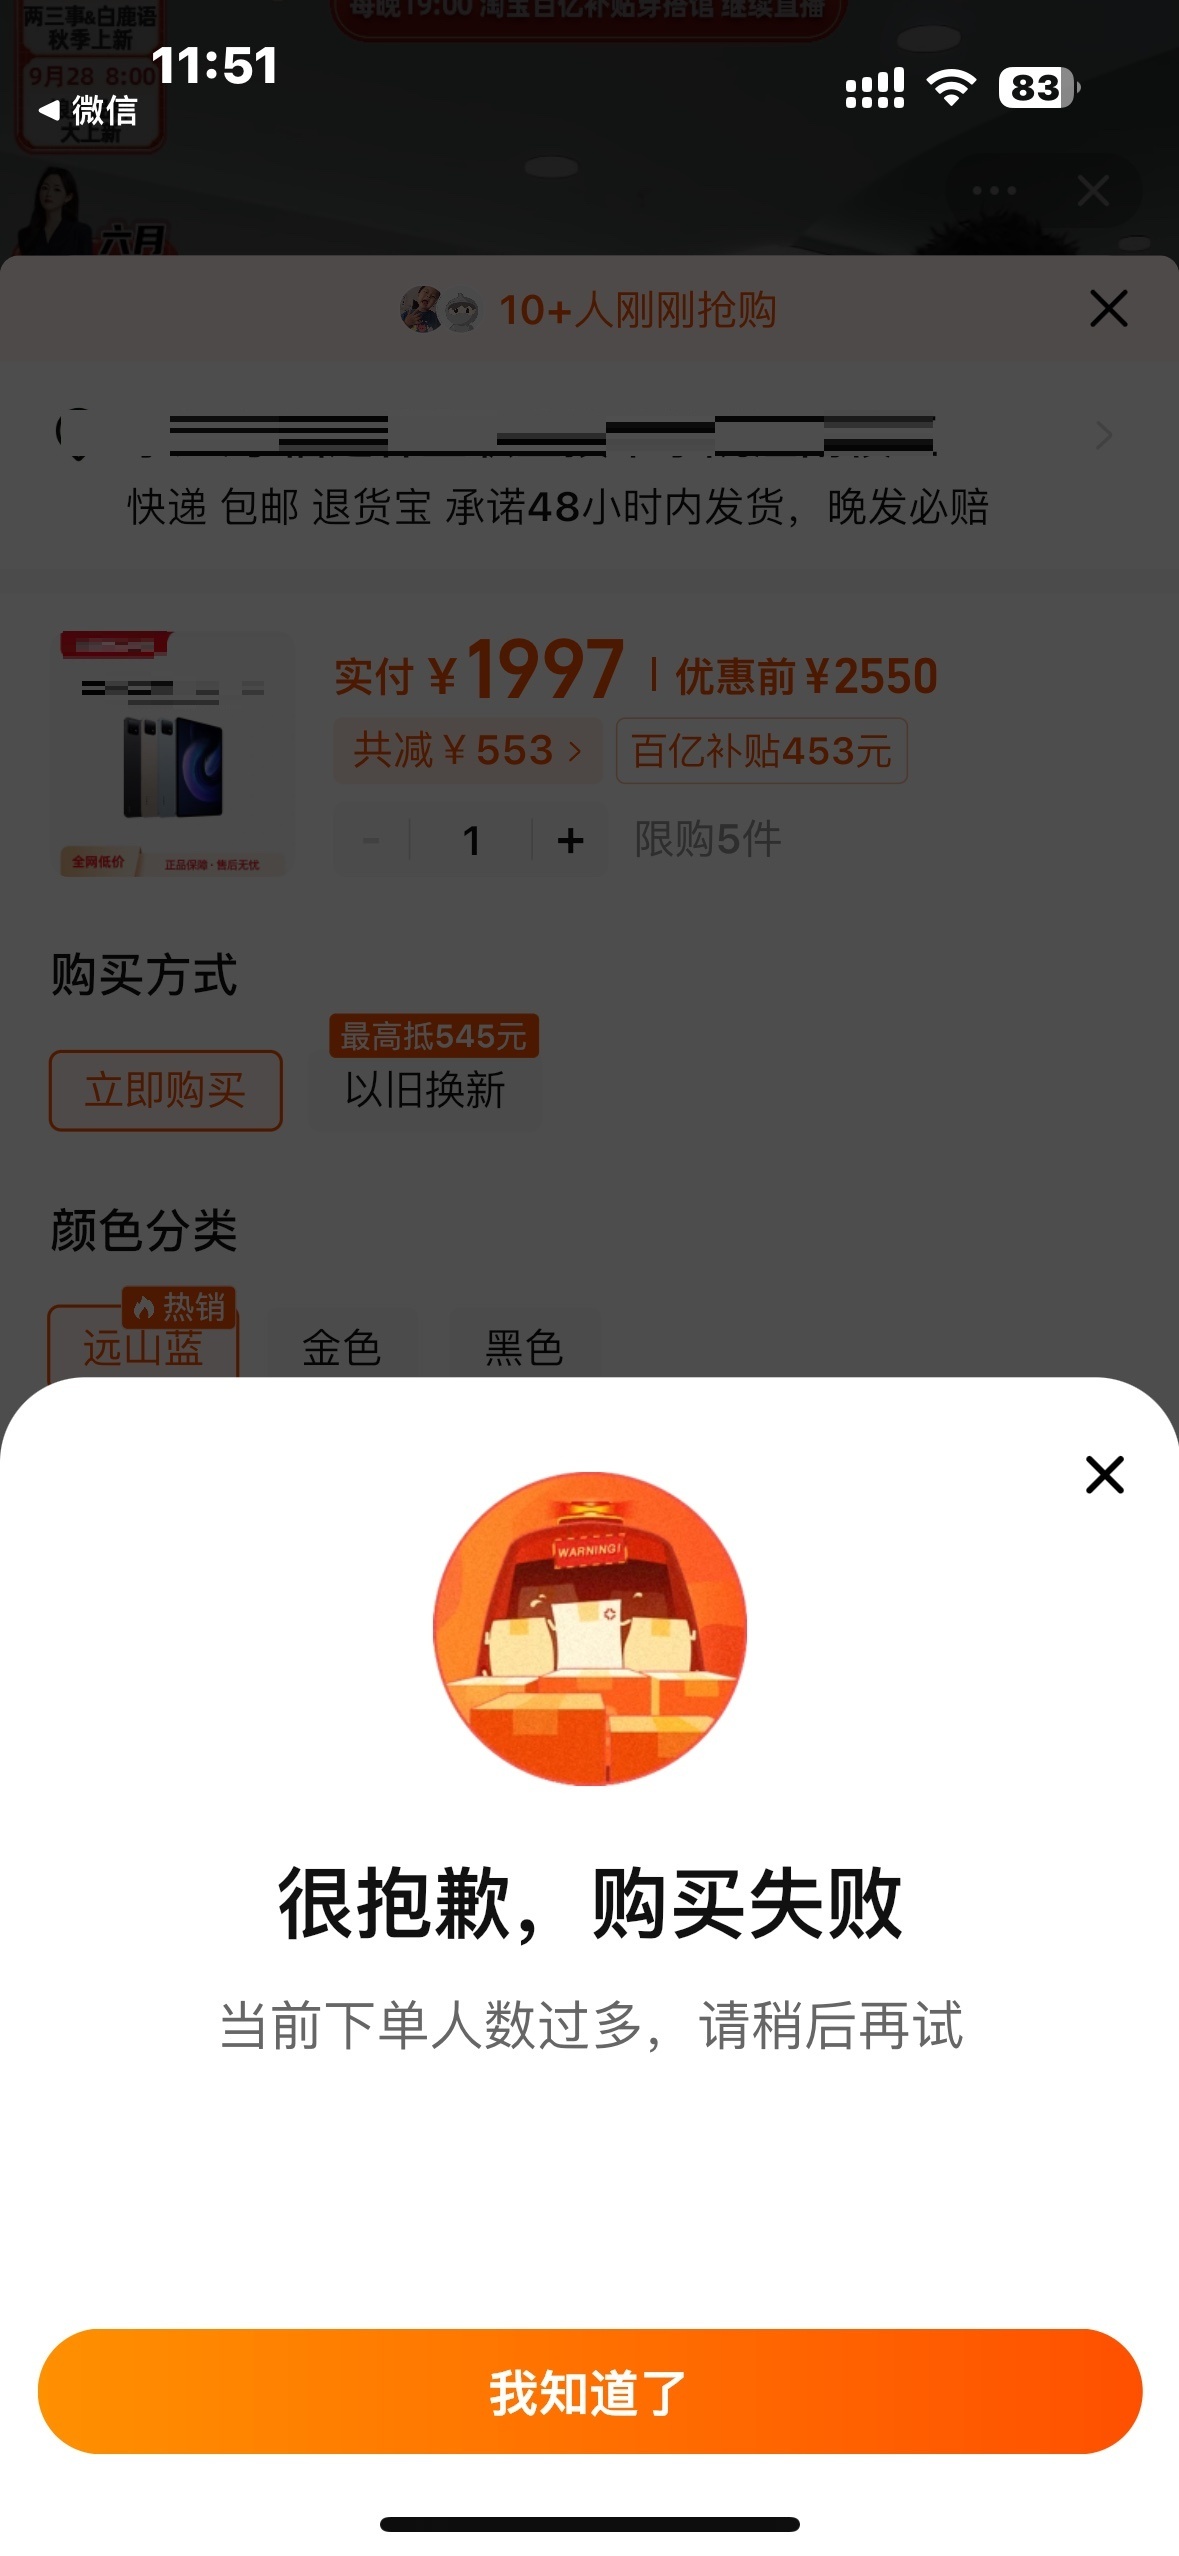 两三事&白鹿语
秋季上新
9月28 8:00
大上新
每晚19:00 淘宝百亿补贴穿搭馆 继续直播
11:51
微信
83
六月
10+人刚刚抢购
快递 包邮 退货宝 承诺48小时内发货，晚发必赔
实付 ¥1997 | 优惠前 ¥2550
共减 ¥ 553 >
百亿补贴453元
- 1 + 限购5件
全网低价 正品保障·售后无忧
购买方式
最高抵545元
立即购买 以旧换新
颜色分类
热销
远山蓝 金色 黑色
WARNING!
很抱歉，购买失败
当前下单人数过多，请稍后再试
我知道了